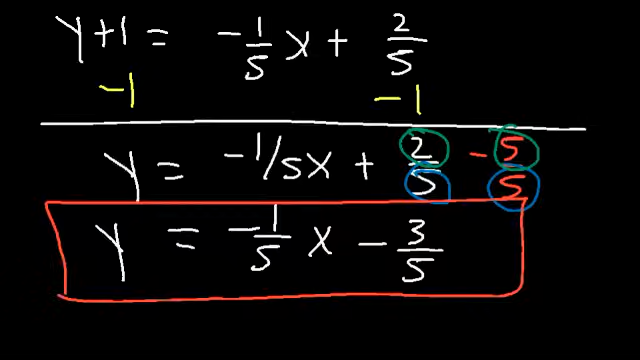 y + 1 = -1/5 x + 2/5
-1 -1
y = -1/5x + 2/5 - 5/5
y = -1/5 x - 3/5